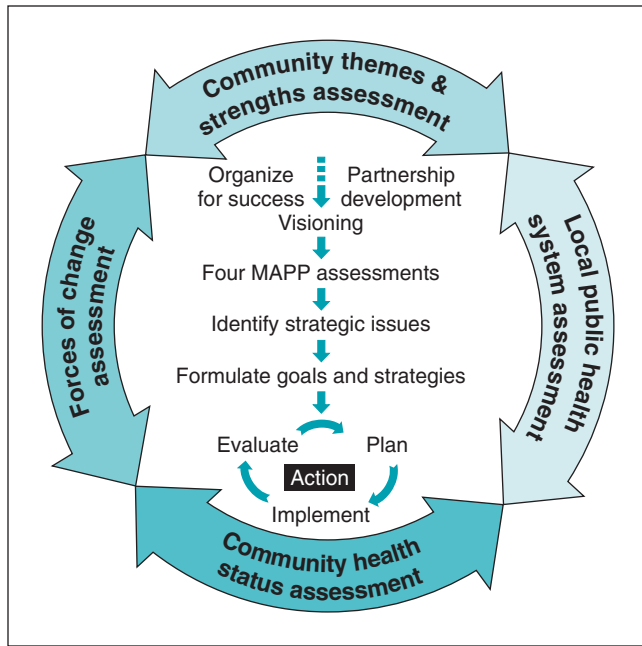 Community themes &
strengths assessment
Organize
for success
Partnership
development
Visioning
Four MAPP assessments
Identify strategic issues
Formulate goals and strategies
Evaluate
Plan
Action
Implement
Forces of change
assessment
Local public health
system assessment
Community health
status assessment